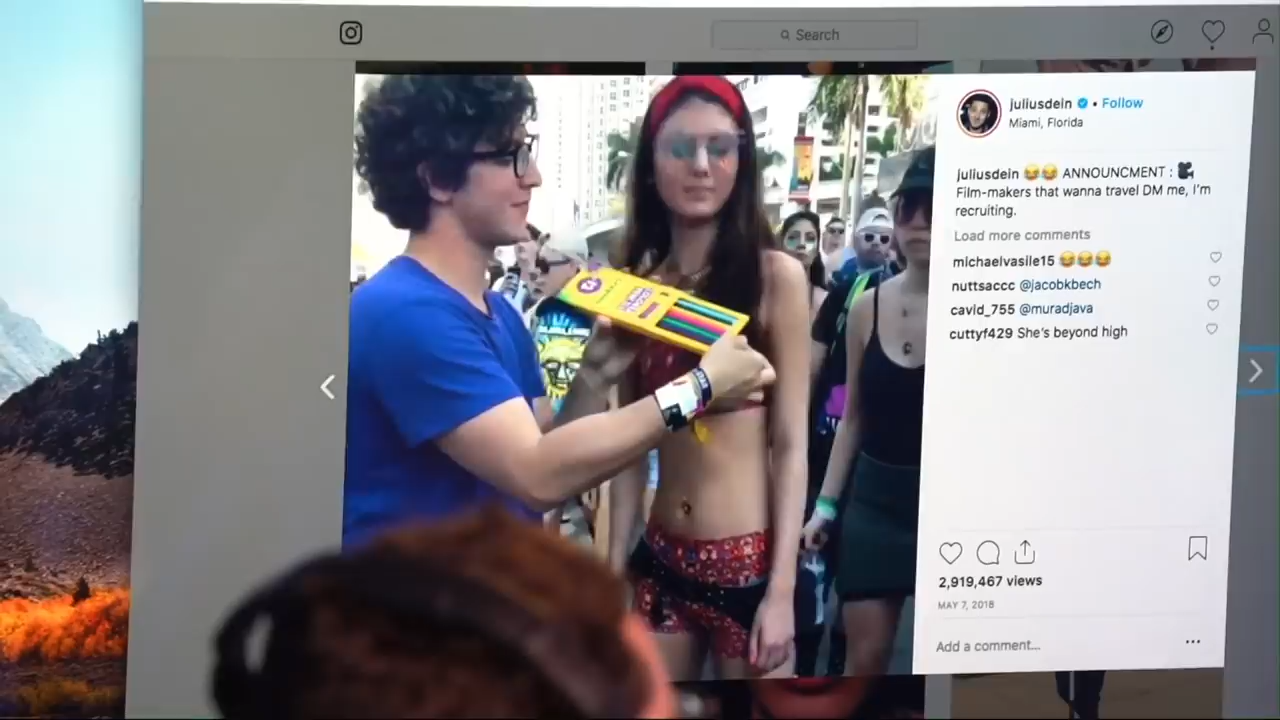 Search
juliusdein • Follow
Miami, Florida
juliusdein 😂😂 ANNOUNCMENT : 🎥
Film-makers that wanna travel DM me, I'm
recruiting.
Load more comments
michaelvasile15 😂😂😂
nuttsaccc @jacobkbech
cavid_755 @muradjava
cuttyf429 She's beyond high
2,919,467 views
MAY 7, 2018
Add a comment...